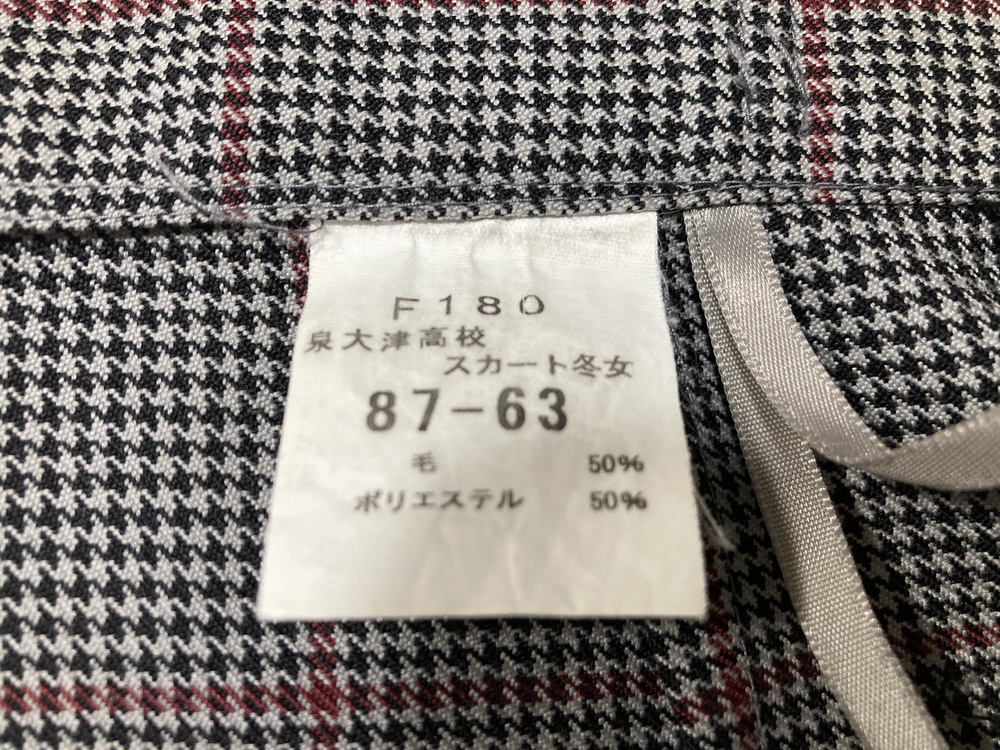 F180
泉大津高校
スカート冬女
87-63
毛 50%
ポリエステル 50%